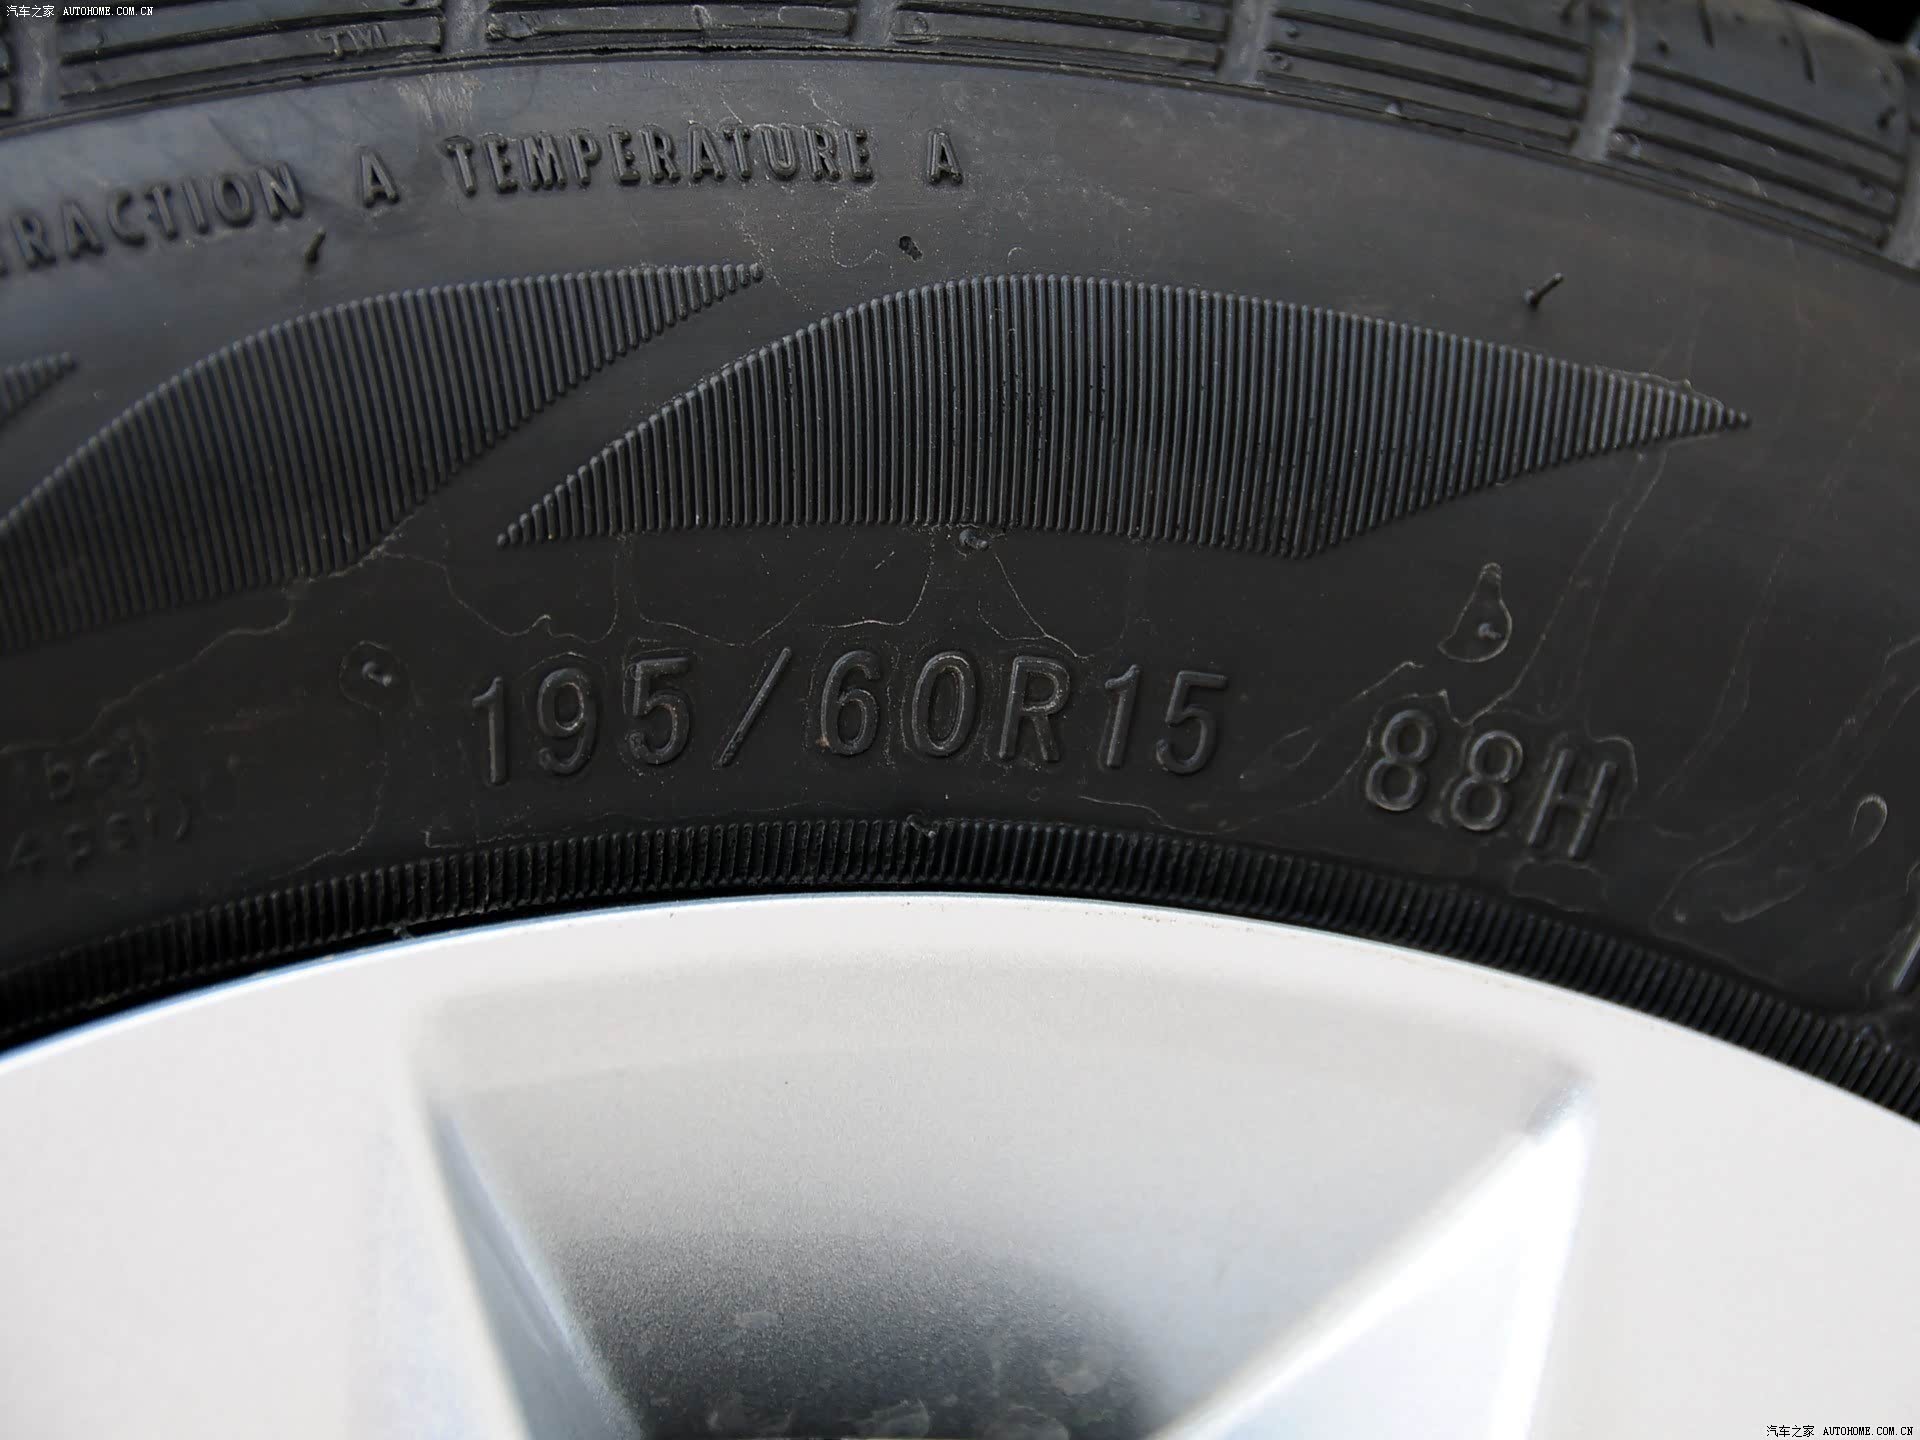 汽车之家 AUTOHOME.COM.CN
TM
TRACTION A TEMPERATURE A
195/60R15 88H
汽车之家 AUTOHOME.COM.CN